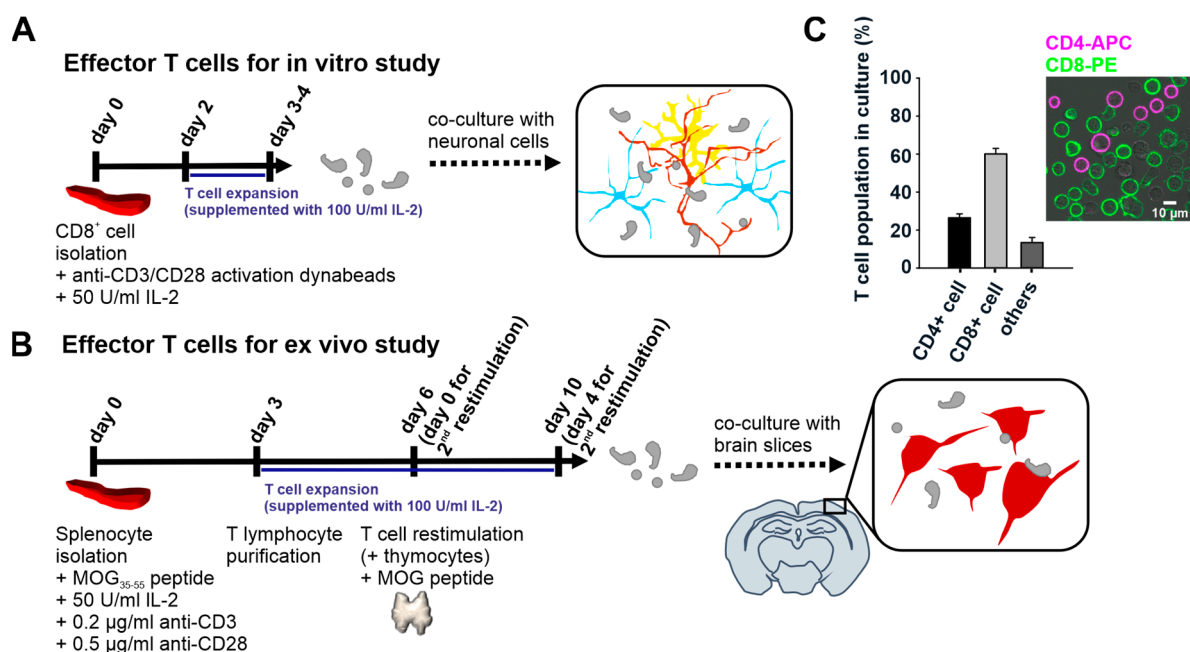 A
Effector T cells for in vitro study
day 0
day 2
day 3-4
T cell expansion
(supplemented with 100 U/ml IL-2)
CD8⁺ cell
isolation
+ anti-CD3/CD28 activation dynabeads
+ 50 U/ml IL-2
co-culture with
neuronal cells
C
T cell population in culture (%)
100
80
60
40
20
0
CD4+ cell
CD8+ cell
others
CD4-APC
CD8-PE
10 µm
B
Effector T cells for ex vivo study
day 0
day 3
day 6
(day 0 for
2nd restimulation)
day 10
(day 4 for
2nd restimulation)
T cell expansion
(supplemented with 100 U/ml IL-2)
Splenocyte
isolation
+ MOG35-55 peptide
+ 50 U/ml IL-2
+ 0.2 µg/ml anti-CD3
+ 0.5 µg/ml anti-CD28
T lymphocyte
purification
T cell restimulation
(+ thymocytes)
+ MOG peptide
co-culture with
brain slices